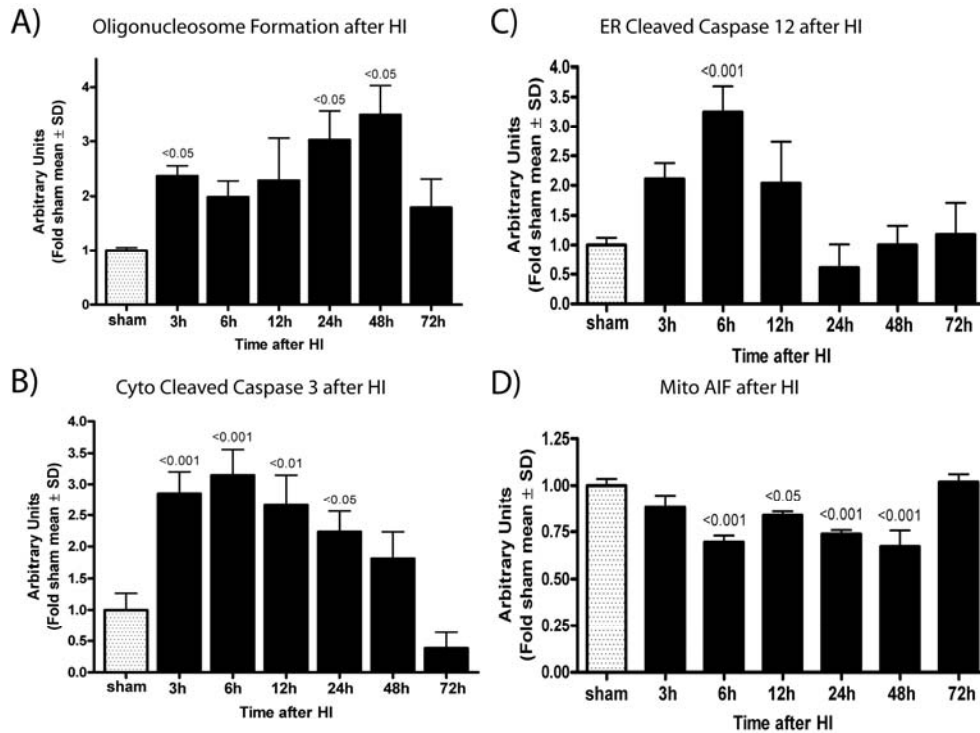 A)
Oligonucleosome Formation after HI
Arbitrary Units
(Fold sham mean ± SD)
4
3
2
1
0
<0.05
<0.05
<0.05
sham 3h 6h 12h 24h 48h 72h
Time after HI
B)
Cyto Cleaved Caspase 3 after HI
Arbitrary Units
(Fold sham mean ± SD)
4.0
3.5
3.0
2.5
2.0
1.5
1.0
0.5
0.0
<0.001
<0.001
<0.01
<0.05
sham 3h 6h 12h 24h 48h 72h
Time after HI
C)
ER Cleaved Caspase 12 after HI
Arbitrary Units
(Fold sham mean ± SD)
4.0
3.5
3.0
2.5
2.0
1.5
1.0
0.5
0.0
<0.001
sham 3h 6h 12h 24h 48h 72h
Time after HI
D)
Mito AIF after HI
Arbitrary Units
(Fold sham mean ± SD)
1.25
1.00
0.75
0.50
0.25
0.00
<0.001
<0.05
<0.001
<0.001
sham 3h 6h 12h 24h 48h 72h
Time after HI